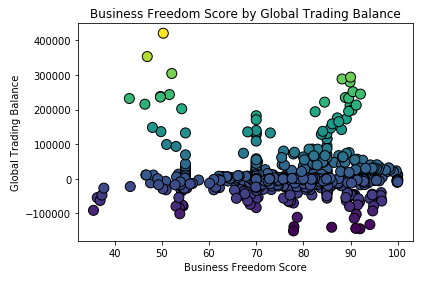 Business Freedom Score by Global Trading Balance
400000
300000
200000
100000
0
−100000
Global Trading Balance
40 50 60 70 80 90 100
Business Freedom Score